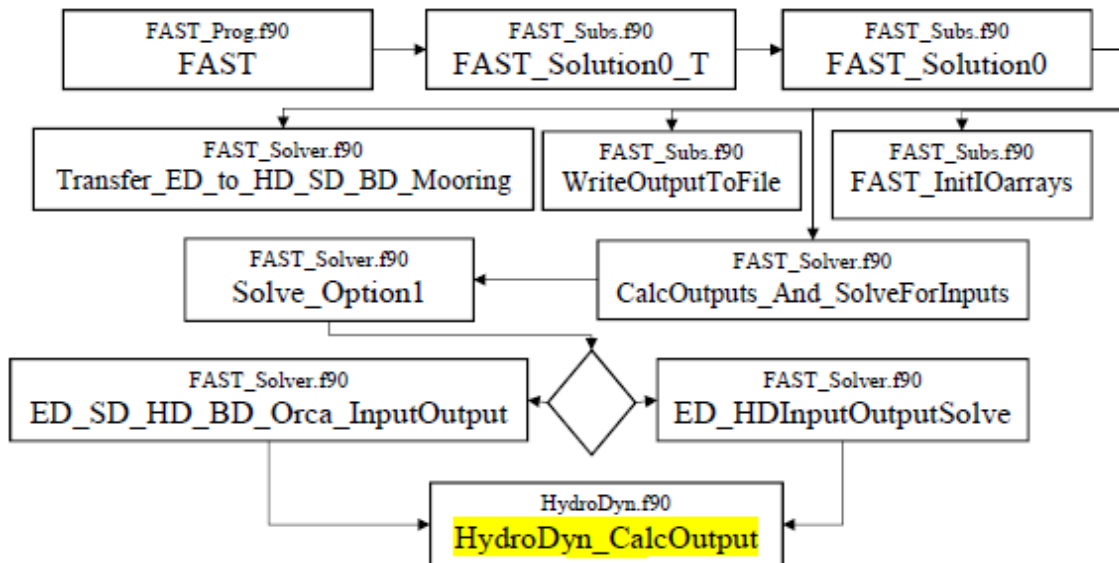 FAST_Prog.f90
FAST
FAST_Subs.f90
FAST_Solution0_T
FAST_Subs.f90
FAST_Solution0
FAST_Solver.f90
Transfer_ED_to_HD_SD_BD_Mooring
FAST_Subs.f90
WriteOutputToFile
FAST_Subs.f90
FAST_InitIOarrays
FAST_Solver.f90
Solve_Option1
FAST_Solver.f90
CalcOutputs_And_SolveForInputs
FAST_Solver.f90
ED_SD_HD_BD_Orca_InputOutput
FAST_Solver.f90
ED_HDInputOutputSolve
HydroDyn.f90
HydroDyn_CalcOutput